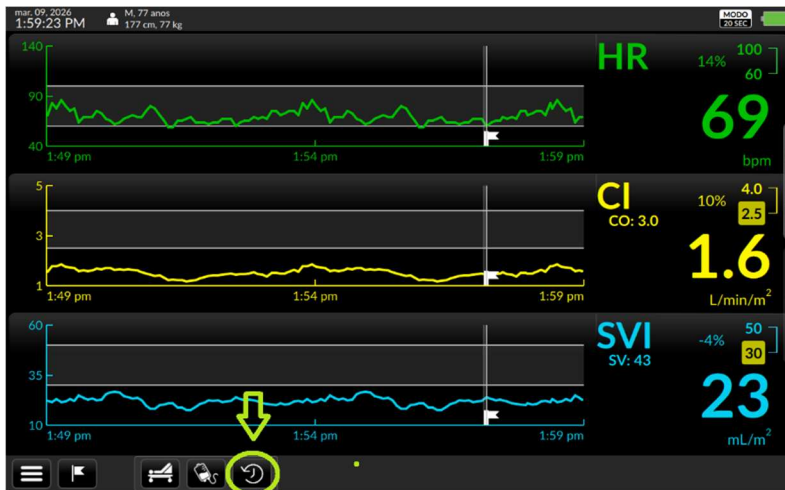 mar. 09, 2026
1:59:23 PM
M, 77 anos
177 cm, 77 kg
MODO
20 SEC
140
90
40
1:49 pm
1:54 pm
1:59 pm
HR
14%
100
60
69
bpm
5
3
1
1:49 pm
1:54 pm
1:59 pm
CI
CO: 3.0
10%
4.0
2.5
1.6
L/min/m²
60
35
10
1:49 pm
1:54 pm
1:59 pm
SVI
SV: 43
-4%
50
30
23
mL/m²